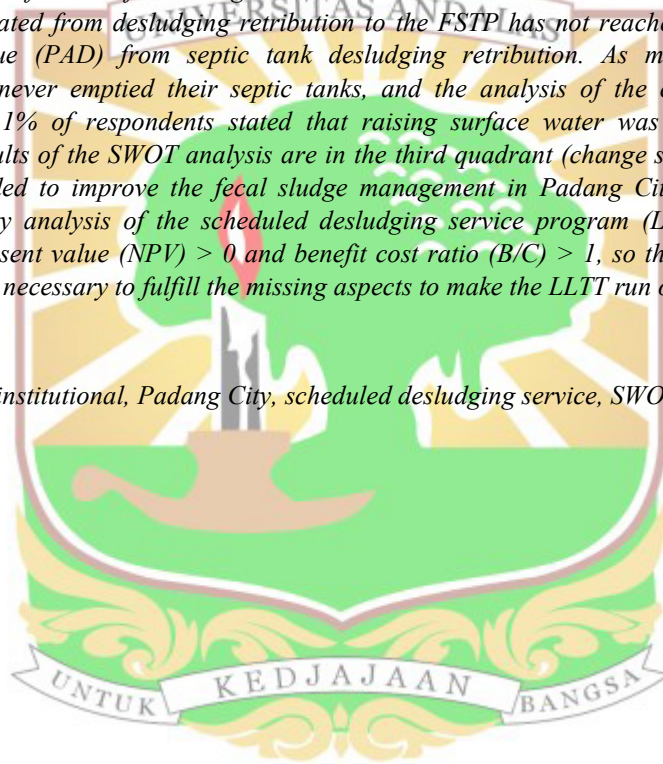 UNIVERSITAS ANDALAS
ated from desludging retribution to the FSTP has not reache
ue (PAD) from septic tank desludging retribution. As m
never emptied their septic tanks, and the analysis of the
1% of respondents stated that raising surface water was
ults of the SWOT analysis are in the third quadrant (change s
led to improve the fecal sludge management in Padang City
y analysis of the scheduled desludging service program (L
sent value (NPV) > 0 and benefit cost ratio (B/C) > 1, so th
necessary to fulfill the missing aspects to make the LLTT run
institutional, Padang City, scheduled desludging service, SWO
UNTUK KEDJAJAAN BANGSA